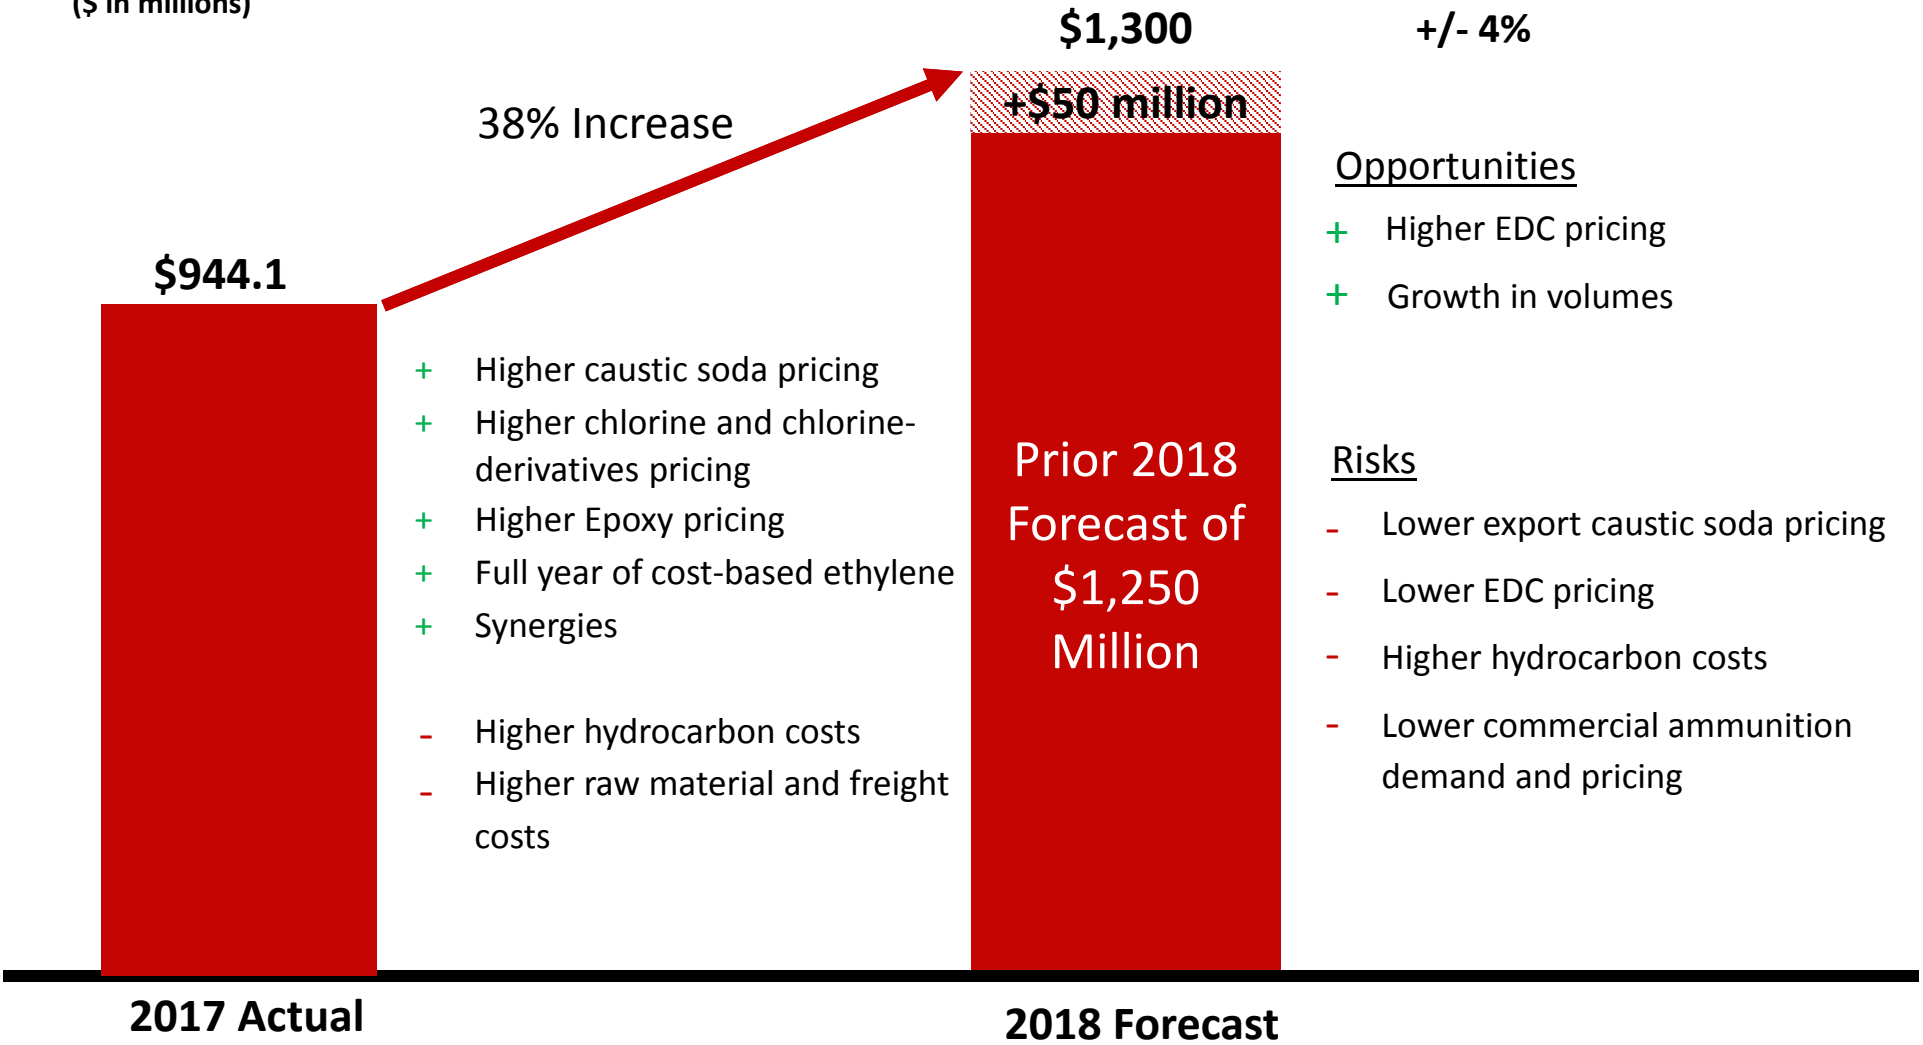 ($ in millions)
$1,300
+/- 4%
+$50 million
38% Increase
$944.1
+ Higher caustic soda pricing
+ Higher chlorine and chlorine-
derivatives pricing
+ Higher Epoxy pricing
+ Full year of cost-based ethylene
+ Synergies
- Higher hydrocarbon costs
- Higher raw material and freight
costs
Prior 2018
Forecast of
$1,250
Million
Opportunities
+ Higher EDC pricing
+ Growth in volumes
Risks
- Lower export caustic soda pricing
- Lower EDC pricing
- Higher hydrocarbon costs
- Lower commercial ammunition
demand and pricing
2017 Actual
2018 Forecast